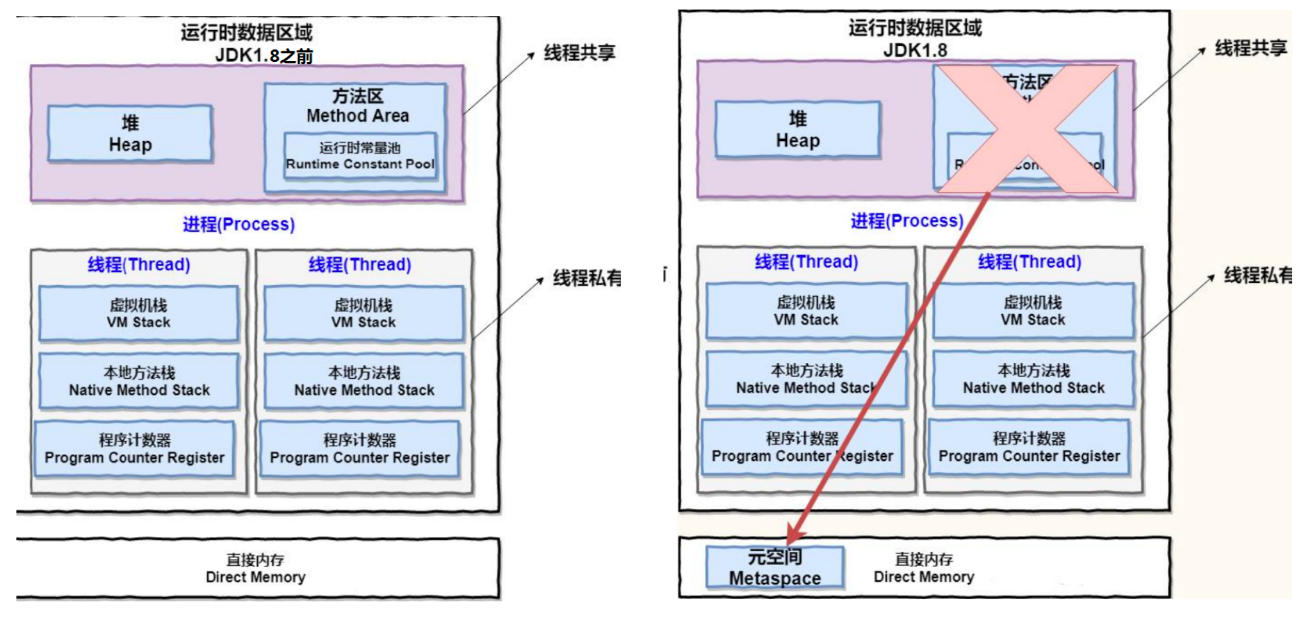 运行时数据区域
JDK1.8之前
线程共享
堆
Heap
方法区
Method Area
运行时常量池
Runtime Constant Pool
进程(Process)
线程(Thread)
线程(Thread)
线程私有
虚拟机栈
VM Stack
虚拟机栈
VM Stack
本地方法栈
Native Method Stack
本地方法栈
Native Method Stack
程序计数器
Program Counter Register
程序计数器
Program Counter Register
直接内存
Direct Memory
运行时数据区域
JDK1.8
线程共享
堆
Heap
方法区
进程(Process)
线程(Thread)
线程(Thread)
线程私有
虚拟机栈
VM Stack
虚拟机栈
VM Stack
本地方法栈
Native Method Stack
本地方法栈
Native Method Stack
程序计数器
Program Counter Register
程序计数器
Program Counter Register
元空间
Metaspace
直接内存
Direct Memory